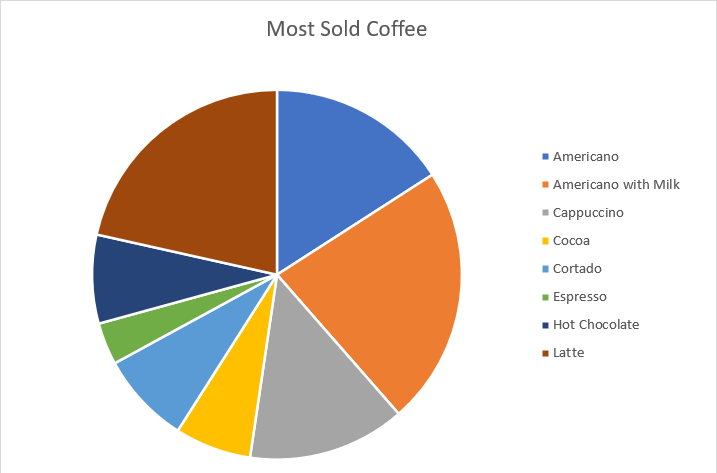 Most Sold Coffee
Americano
Americano with Milk
Cappuccino
Cocoa
Cortado
Espresso
Hot Chocolate
Latte